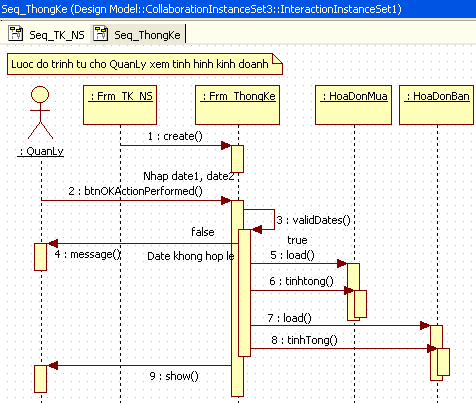 Seq_ThongKe (Design Model::CollaborationInstanceSet3::InteractionInstanceSet1)
Seq_TK_NS
Seq_ThongKe
Luoc do trinh tu cho QuanLy xem tinh hinh kinh doanh
: Frm_TK_NS
: Frm_ThongKe
: HoaDonMua
: HoaDonBan
: QuanLy
1 : create()
Nhap date1, date2
2 : btnOKActionPerformed()
3 : validDates()
false
true
4 : message()
Date khong hop le
5 : load()
6 : tinhtong()
7 : load()
8 : tinhTong()
9 : show()